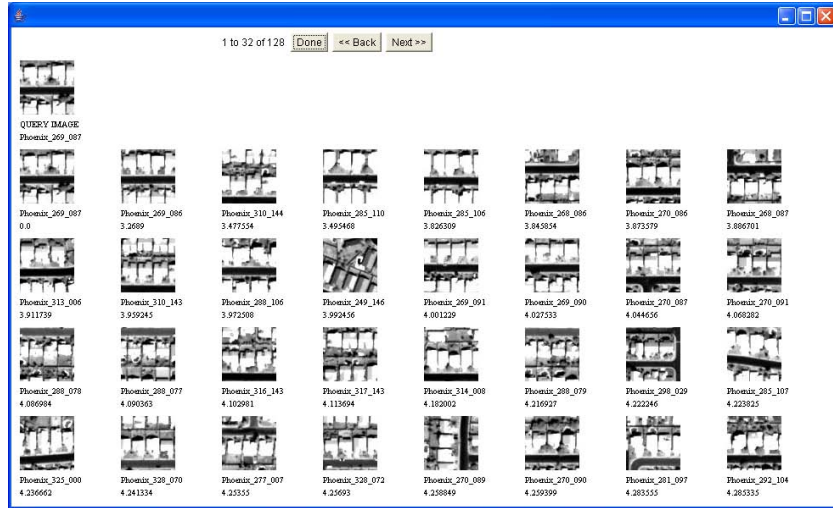 1 to 32 of 128 Done << Back Next >>
QUERY IMAGE
Phoenix_269_087
Phoenix_269_087 Phoenix_269_086 Phoenix_310_144 Phoenix_285_110 Phoenix_285_106 Phoenix_268_086 Phoenix_270_086 Phoenix_268_087
0.0 3.2689 3.477554 3.495468 3.826309 3.845854 3.873579 3.886701
Phoenix_313_006 Phoenix_310_143 Phoenix_288_106 Phoenix_249_146 Phoenix_269_091 Phoenix_269_090 Phoenix_270_087 Phoenix_270_091
3.911739 3.959245 3.972508 3.992456 4.001229 4.027533 4.044656 4.068282
Phoenix_288_078 Phoenix_288_077 Phoenix_316_143 Phoenix_317_143 Phoenix_314_008 Phoenix_288_079 Phoenix_298_029 Phoenix_285_107
4.086984 4.090363 4.102981 4.113694 4.182002 4.216927 4.222246 4.223825
Phoenix_325_000 Phoenix_328_070 Phoenix_277_007 Phoenix_328_072 Phoenix_270_089 Phoenix_270_090 Phoenix_281_097 Phoenix_292_104
4.236662 4.241334 4.25355 4.25693 4.258849 4.259399 4.283555 4.285335